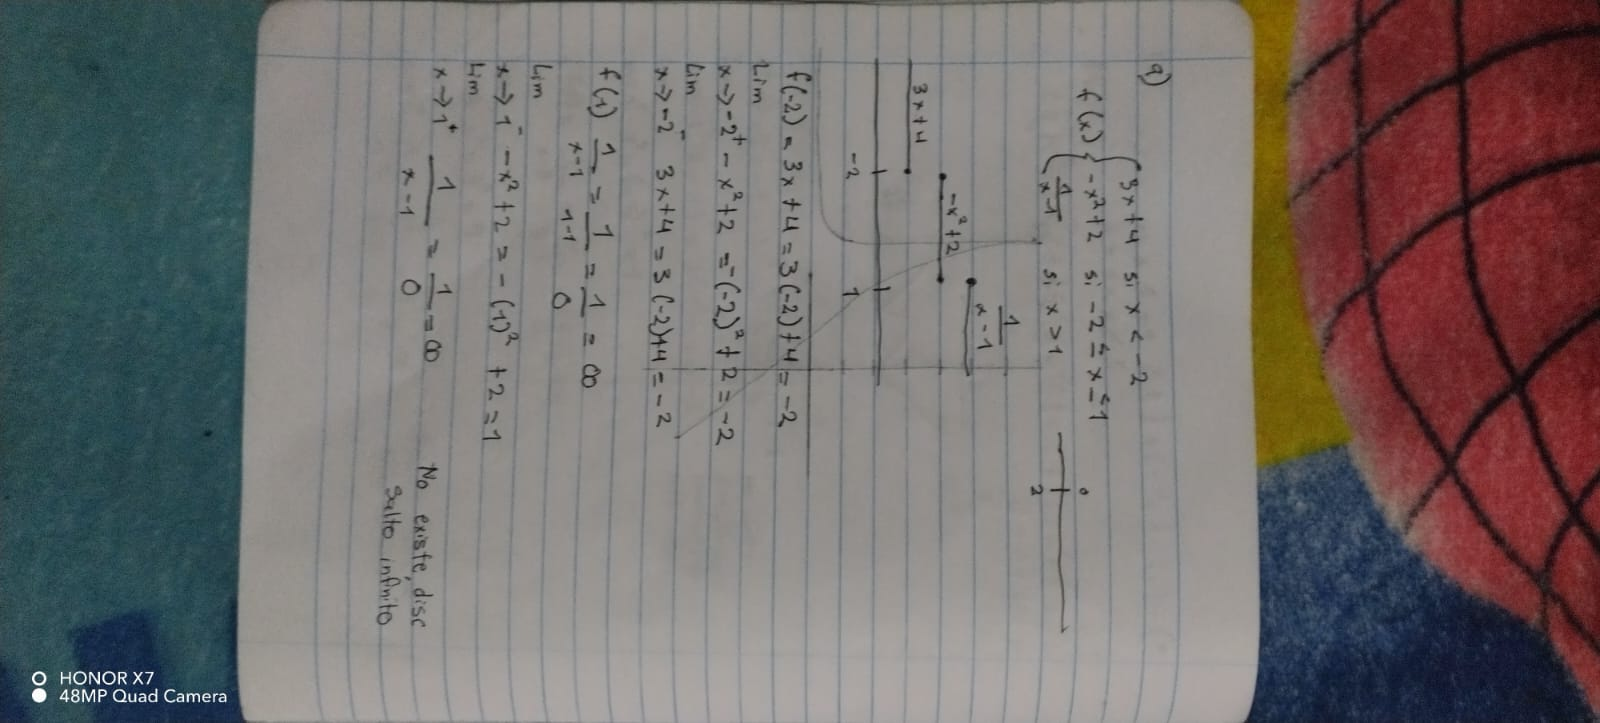 a)
f(x) { 3x+4 si x < -2
-x²+2 si -2 ≤ x ≤ 1
1/(x-1) si x > 1
2
1/(x-1)
-x²+2
3x+4
-2 1
f(-2) = 3x+4 = 3(-2)+4 = -2
Lim
x→-2⁺ -x²+2 = -(-2)²+2 = -2
Lim
x→-2⁻ 3x+4 = 3(-2)+4 = -2
f(1) 1/(x-1) = 1/(1-1) = 1/0 = ∞
Lim
x→1⁻ -x²+2 = -(1)²+2 = 1
Lim
x→1⁺ 1/(x-1) = 1/0 = ∞
No existe, disc
salto infinito
HONOR X7
48MP Quad Camera